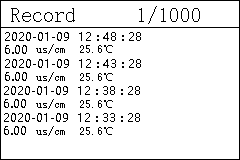 Record 1/1000
2020-01-09 12:48:28
6.00 us/cm 25.6℃
2020-01-09 12:43:28
6.00 us/cm 25.6℃
2020-01-09 12:38:28
6.00 us/cm 25.6℃
2020-01-09 12:33:28
6.00 us/cm 25.6℃